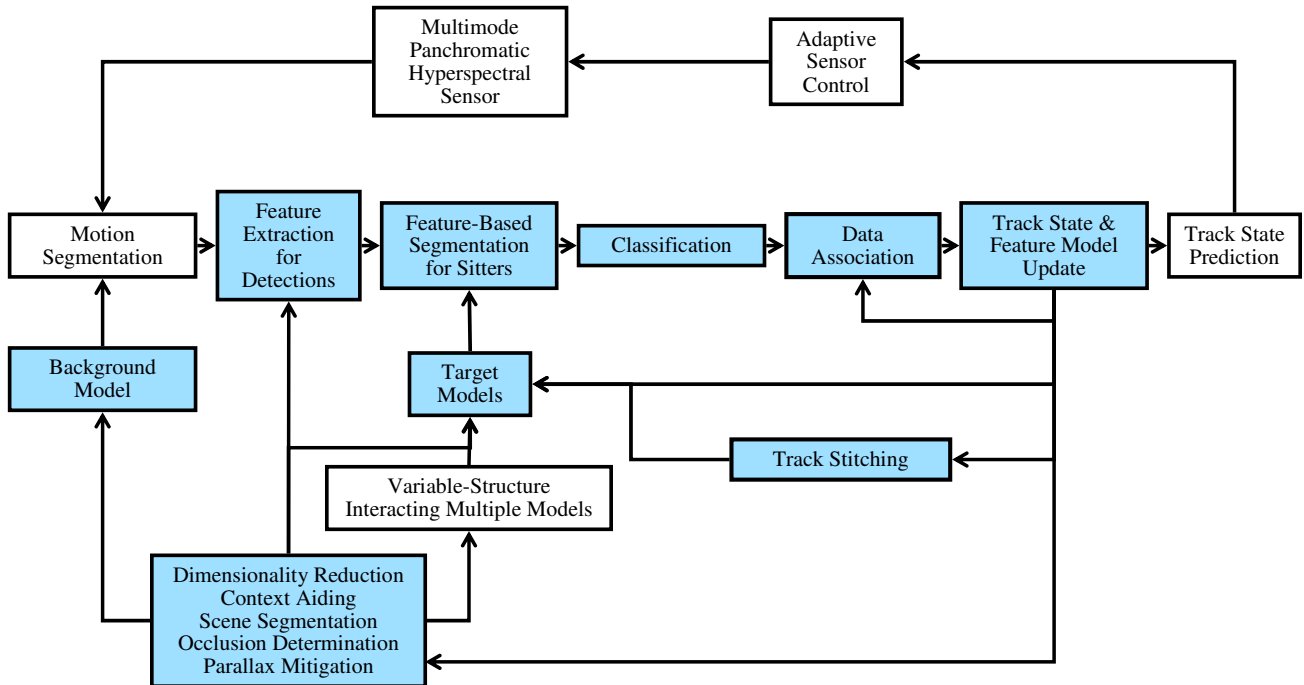 Multimode
Panchromatic
Hyperspectral
Sensor
Adaptive
Sensor
Control
Motion
Segmentation
Feature
Extraction
for
Detections
Feature-Based
Segmentation
for Sitters
Classification
Data
Association
Track State &
Feature Model
Update
Track State
Prediction
Background
Model
Target
Models
Track Stitching
Variable-Structure
Interacting Multiple Models
Dimensionality Reduction
Context Aiding
Scene Segmentation
Occlusion Determination
Parallax Mitigation